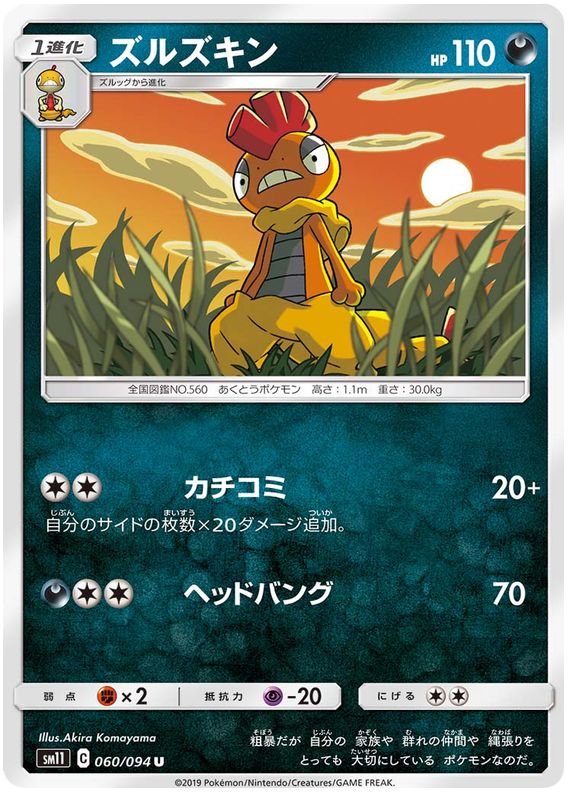 1進化 ズルズキン HP 110
ズルッグから進化
全国図鑑NO.560 あくとうポケモン 高さ:1.1m 重さ:30.0kg
カチコミ 20+
自分のサイドの枚数×20ダメージ追加。
ヘッドバング 70
弱点 ×2 抵抗力 -20 にげる
Illus.Akira Komayama
SM11 C 060/094 U
粗暴だが 自分の 家族や 群れの仲間や 縄張りを
とっても 大切にしている ポケモンなのだ。
©2019 Pokémon/Nintendo/Creatures/GAME FREAK.